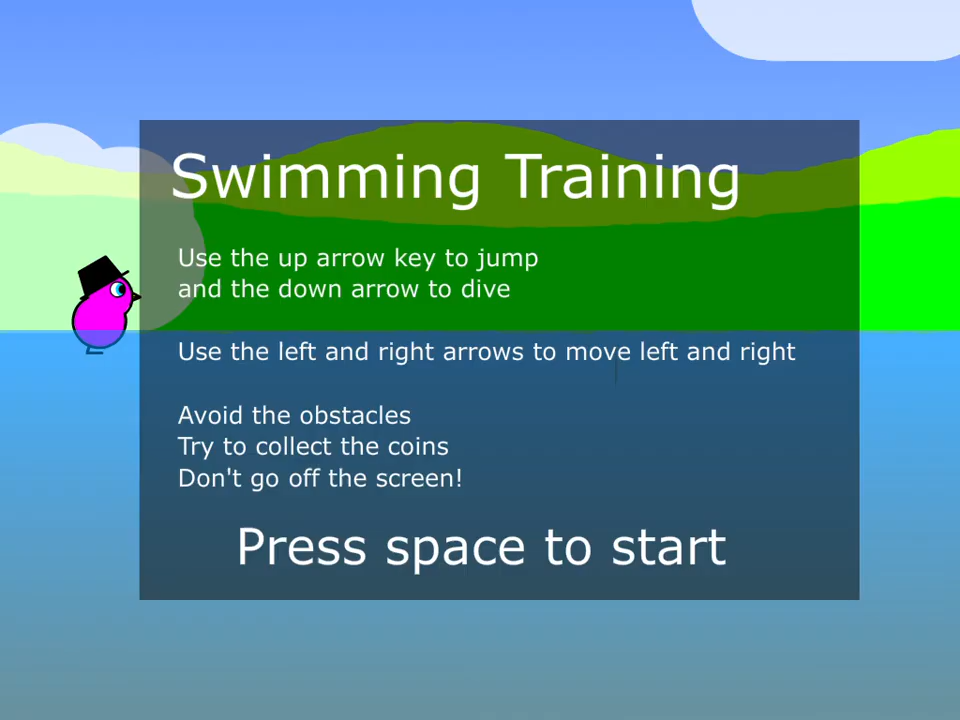 Swimming Training
Use the up arrow key to jump
and the down arrow to dive
Use the left and right arrows to move left and right
Avoid the obstacles
Try to collect the coins
Don't go off the screen!
Press space to start